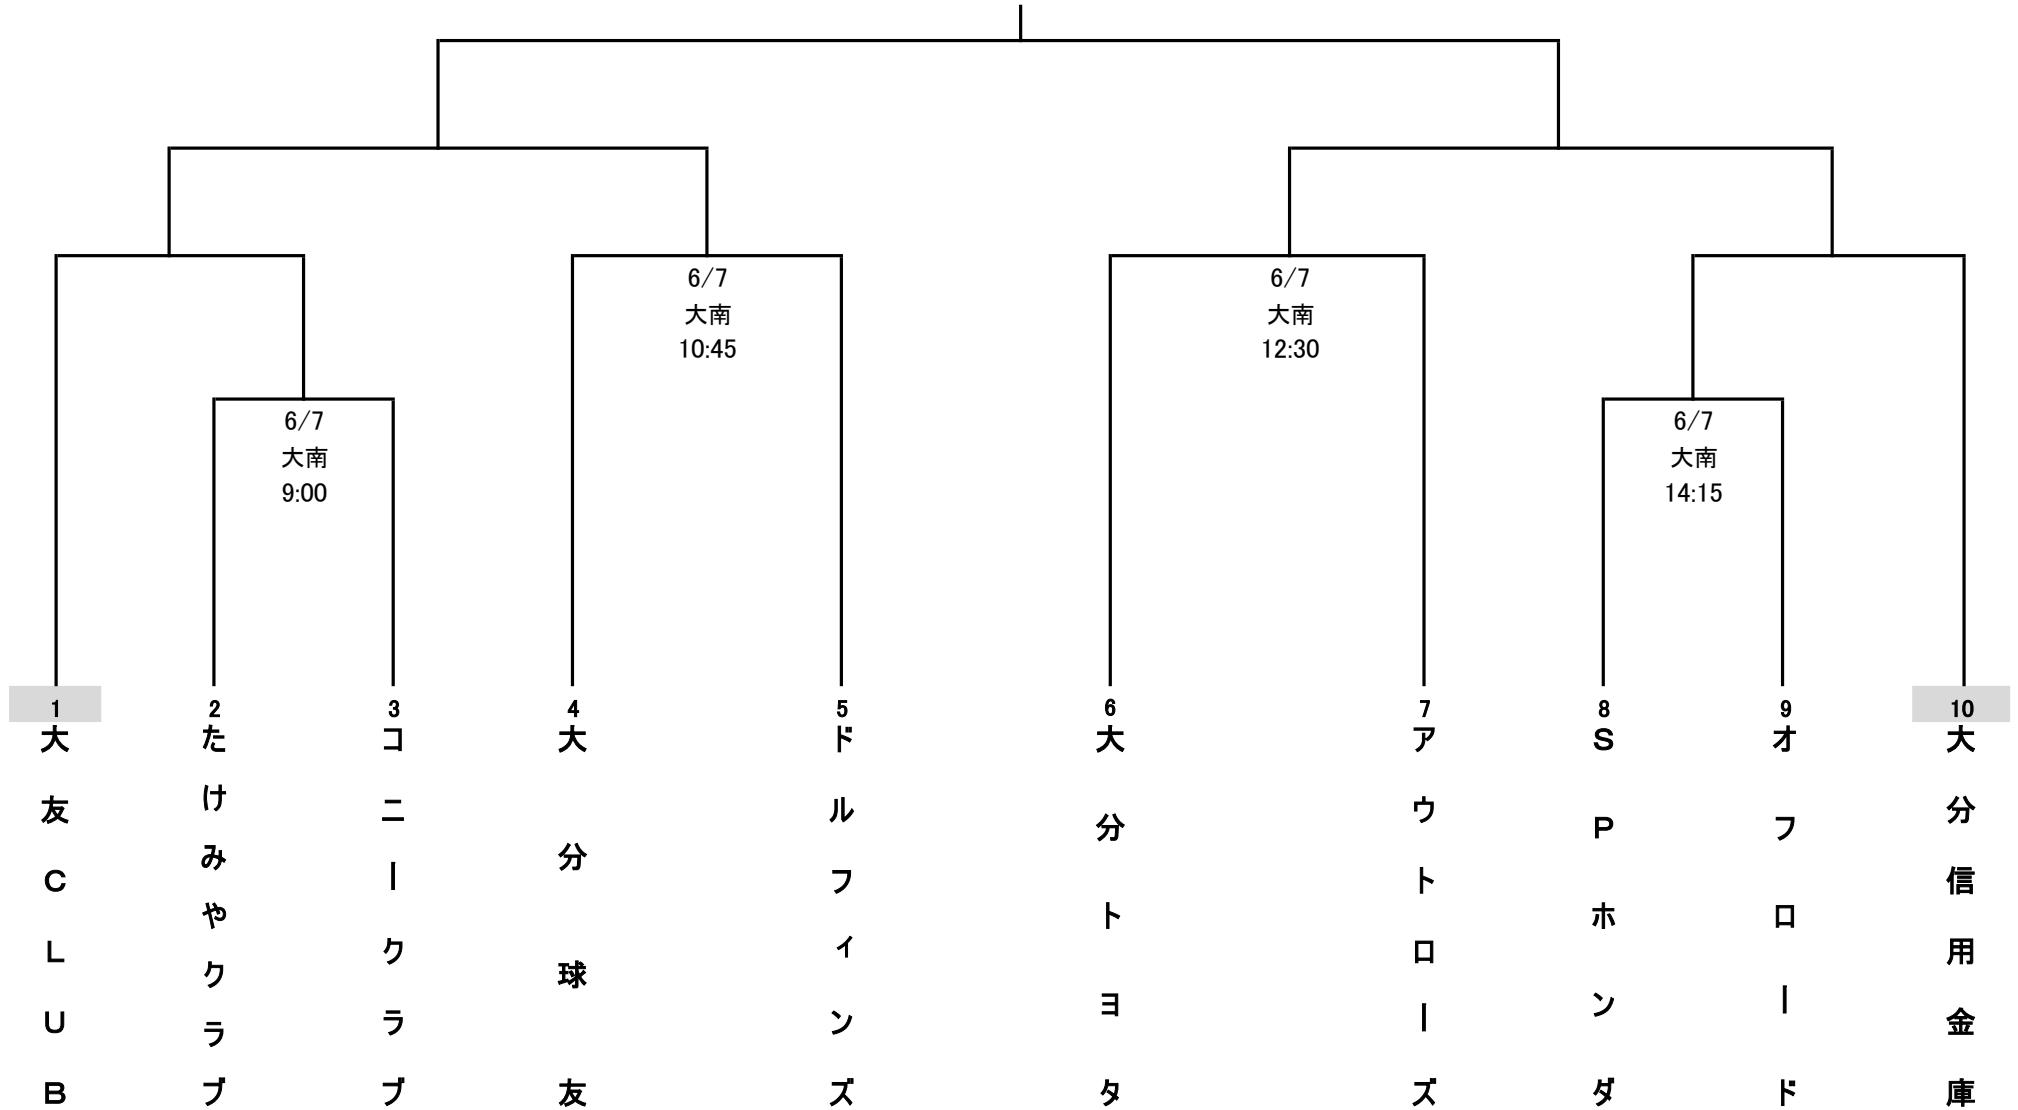 6/7
大南
10:45
6/7
大南
12:30
6/7
大南
9:00
6/7
大南
14:15
1
大友CLUB
2
たけみやクラブ
3
コニークラブ
4
大分球友
5
ドルフィンズ
6
大分トヨタ
7
アウトローズ
8
SPホンダ
9
オフロード
10
大分信用金庫